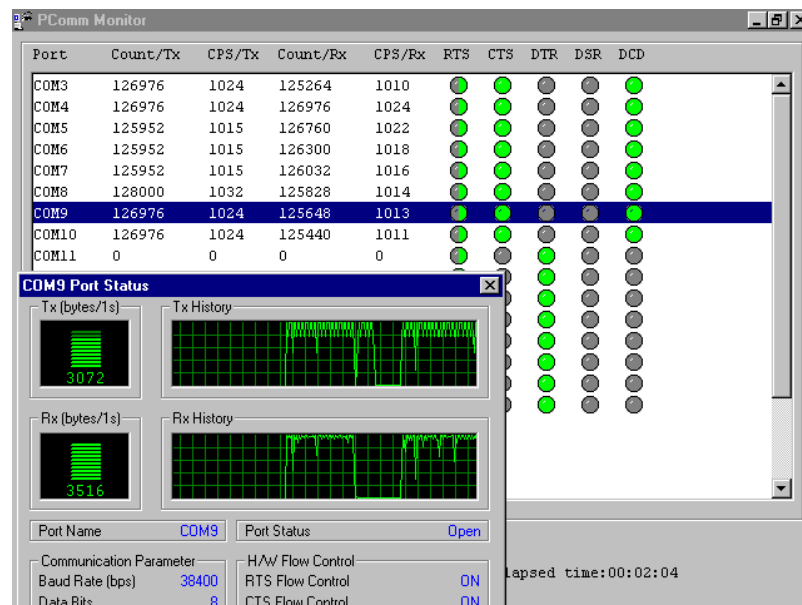 PComm Monitor
Port Count/Tx CPS/Tx Count/Rx CPS/Rx RTS CTS DTR DSR DCD
COM3 126976 1024 125264 1010
COM4 126976 1024 126976 1024
COM5 125952 1015 126760 1022
COM6 125952 1015 126300 1018
COM7 125952 1015 126032 1016
COM8 128000 1032 125828 1014
COM9 126976 1024 125648 1013
COM10 126976 1024 125440 1011
COM11 0 0 0 0
COM9 Port Status
Tx (bytes/1s) Tx History
3072
Rx (bytes/1s) Rx History
3516
Port Name COM9 Port Status Open
Communication Parameter H/W Flow Control
Baud Rate (bps) 38400 RTS Flow Control ON
Data Bits 8 CTS Flow Control ON
lapsed time:00:02:04